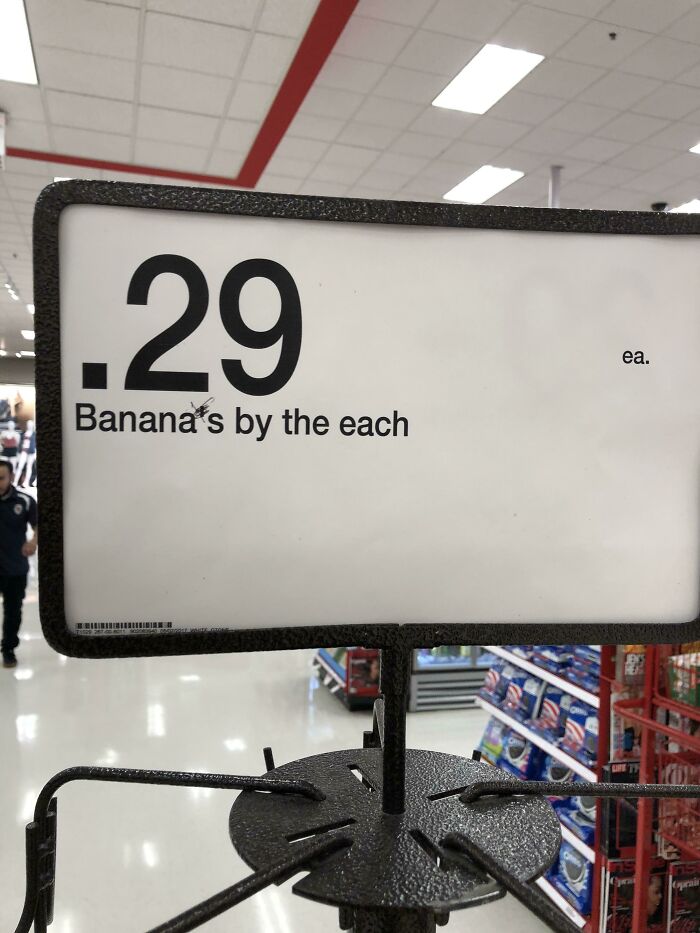 .29
ea.
Banana's by the each